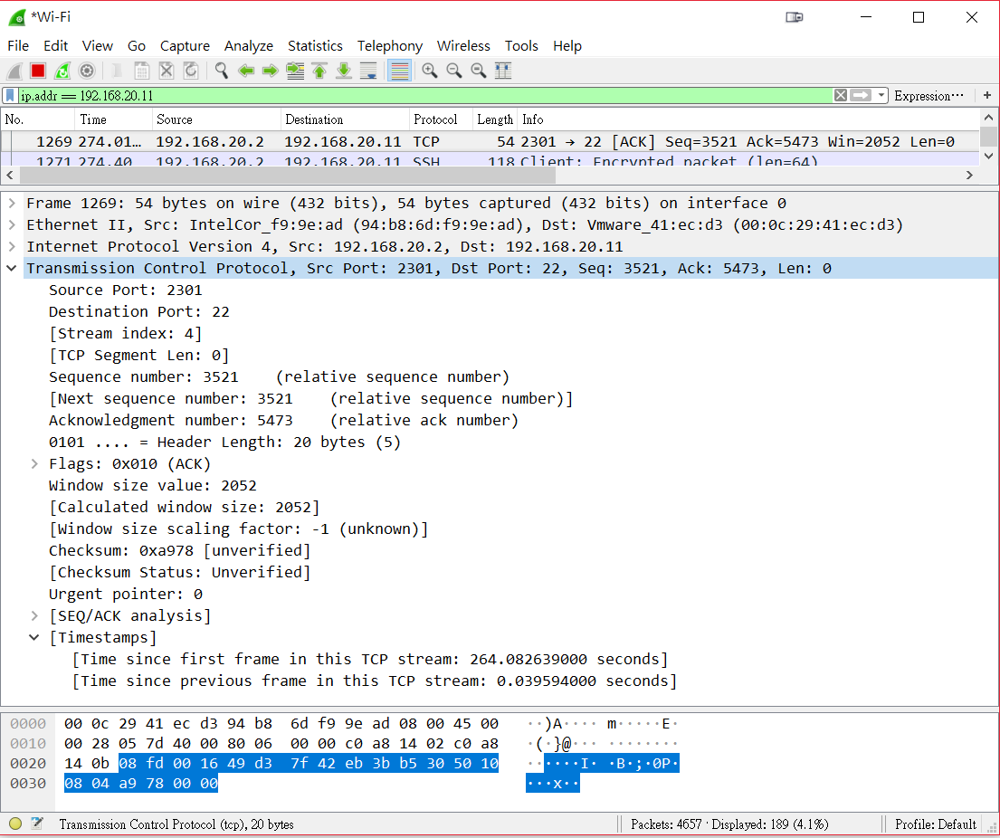 *Wi-Fi
File Edit View Go Capture Analyze Statistics Telephony Wireless Tools Help
ip.addr == 192.168.20.11 Expression… +
No. Time Source Destination Protocol Length Info
1269 274.01… 192.168.20.2 192.168.20.11 TCP 54 2301 → 22 [ACK] Seq=3521 Ack=5473 Win=2052 Len=0
1271 274.40 192.168.20.2 192.168.20.11 SSH 118 Client: Encrypted packet (len=64)
Frame 1269: 54 bytes on wire (432 bits), 54 bytes captured (432 bits) on interface 0
Ethernet II, Src: IntelCor_f9:9e:ad (94:b8:6d:f9:9e:ad), Dst: Vmware_41:ec:d3 (00:0c:29:41:ec:d3)
Internet Protocol Version 4, Src: 192.168.20.2, Dst: 192.168.20.11
Transmission Control Protocol, Src Port: 2301, Dst Port: 22, Seq: 3521, Ack: 5473, Len: 0
Source Port: 2301
Destination Port: 22
[Stream index: 4]
[TCP Segment Len: 0]
Sequence number: 3521    (relative sequence number)
[Next sequence number: 3521    (relative sequence number)]
Acknowledgment number: 5473    (relative ack number)
0101 .... = Header Length: 20 bytes (5)
Flags: 0x010 (ACK)
Window size value: 2052
[Calculated window size: 2052]
[Window size scaling factor: -1 (unknown)]
Checksum: 0xa978 [unverified]
[Checksum Status: Unverified]
Urgent pointer: 0
[SEQ/ACK analysis]
[Timestamps]
[Time since first frame in this TCP stream: 264.082639000 seconds]
[Time since previous frame in this TCP stream: 0.039594000 seconds]
0000 00 0c 29 41 ec d3 94 b8 6d f9 9e ad 08 00 45 00 ··)A···· m·····E·
0010 00 28 05 7d 40 00 80 06 00 00 c0 a8 14 02 c0 a8 ·(·}@··· ········
0020 14 0b 08 fd 00 16 49 d3 7f 42 eb 3b b5 30 50 10 ······I· ·B·;·0P·
0030 08 04 a9 78 00 00 ···x··
Transmission Control Protocol (tcp), 20 bytes Packets: 4657 · Displayed: 189 (4.1%) Profile: Default